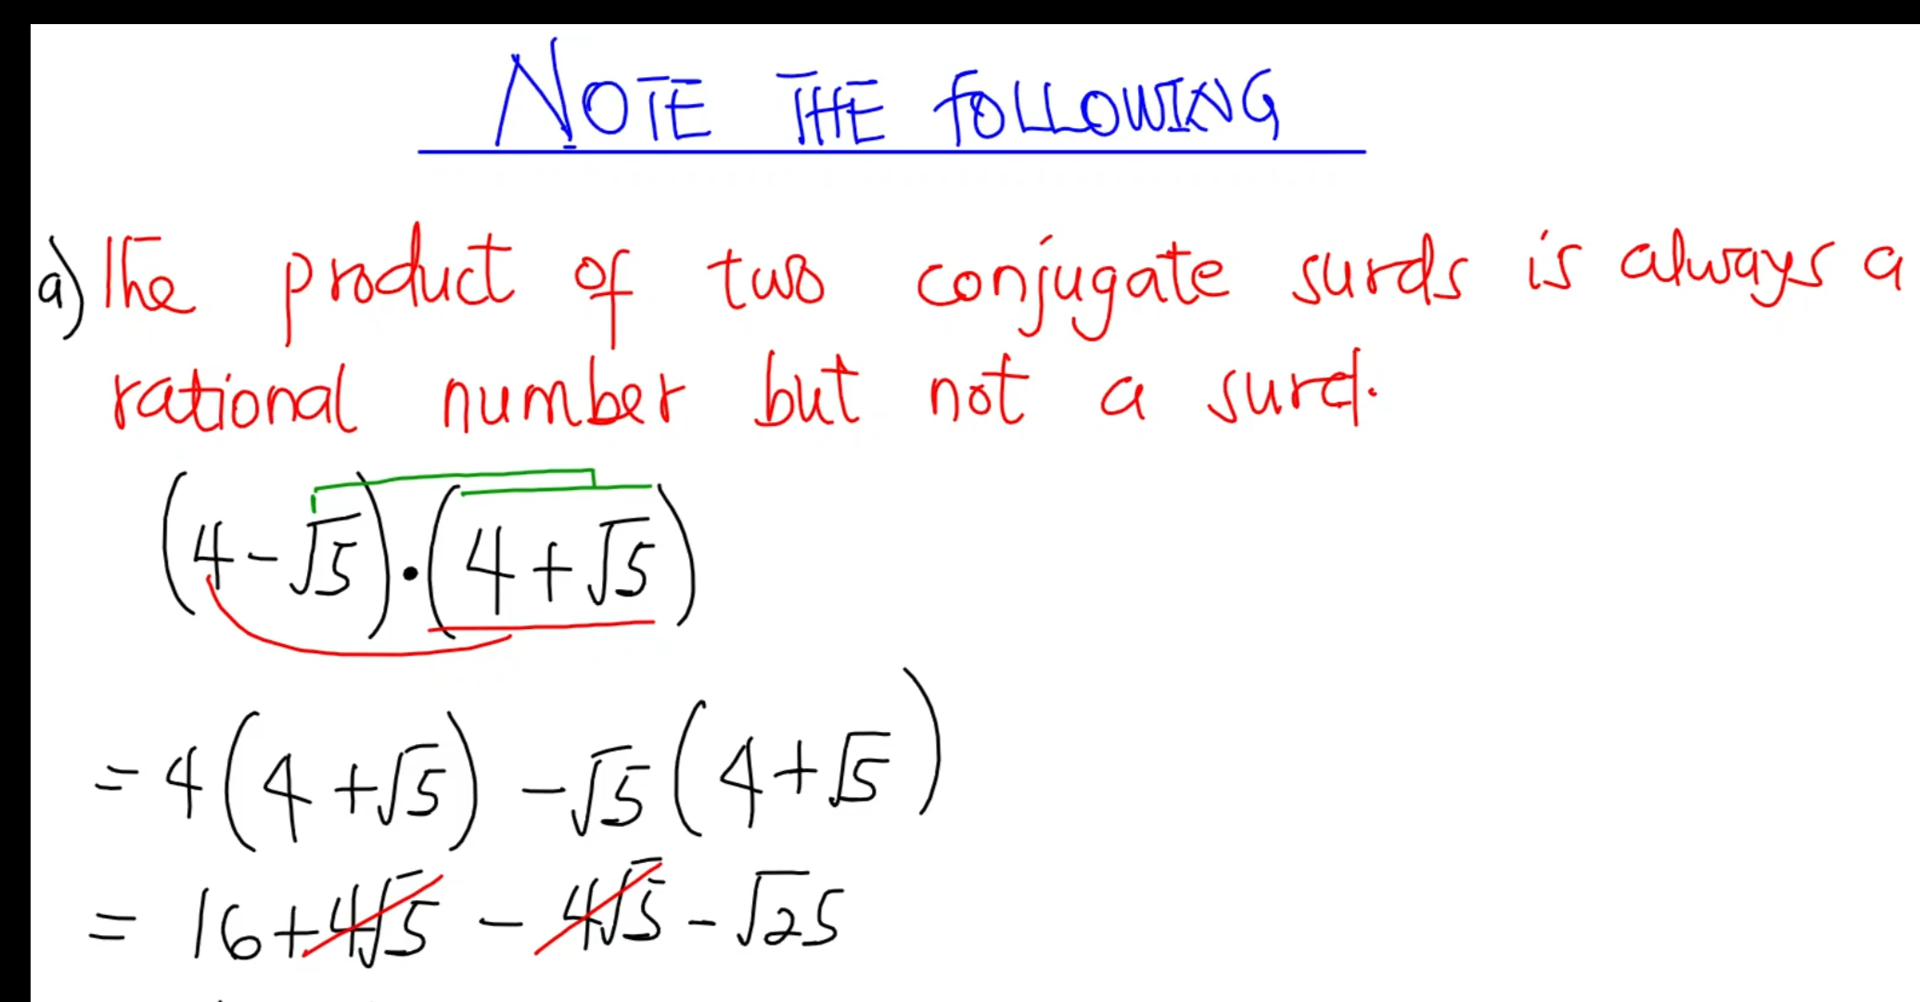 NOTE THE FOLLOWING
a) The product of two conjugate surds is always a
rational number but not a surd.
(4-√5)·(4+√5)
= 4(4+√5) -√5(4+√5)
= 16+4√5 - 4√5 -√25